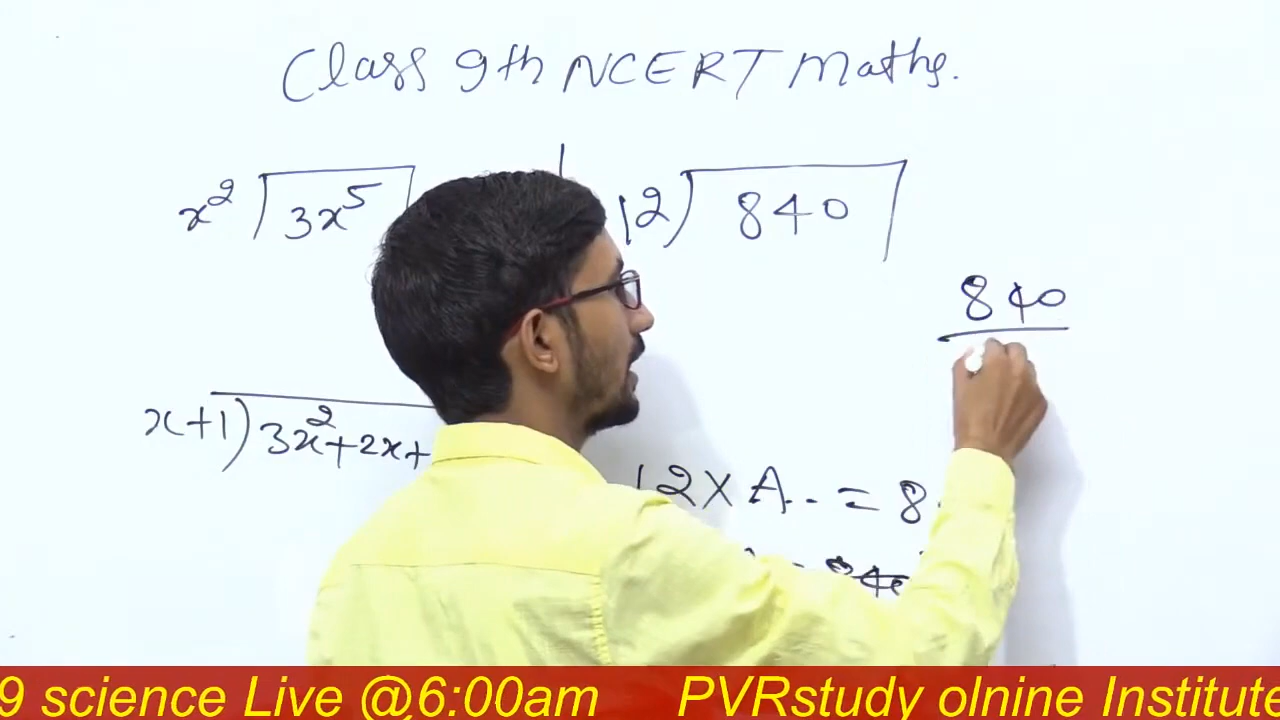 Class 9th NCERT Maths.
x² ) 3x⁵
12 ) 840
840
x+1 ) 3x²+2x+
12 X A.. = 8
840
9 science Live @6:00am PVRstudy olnine Institute